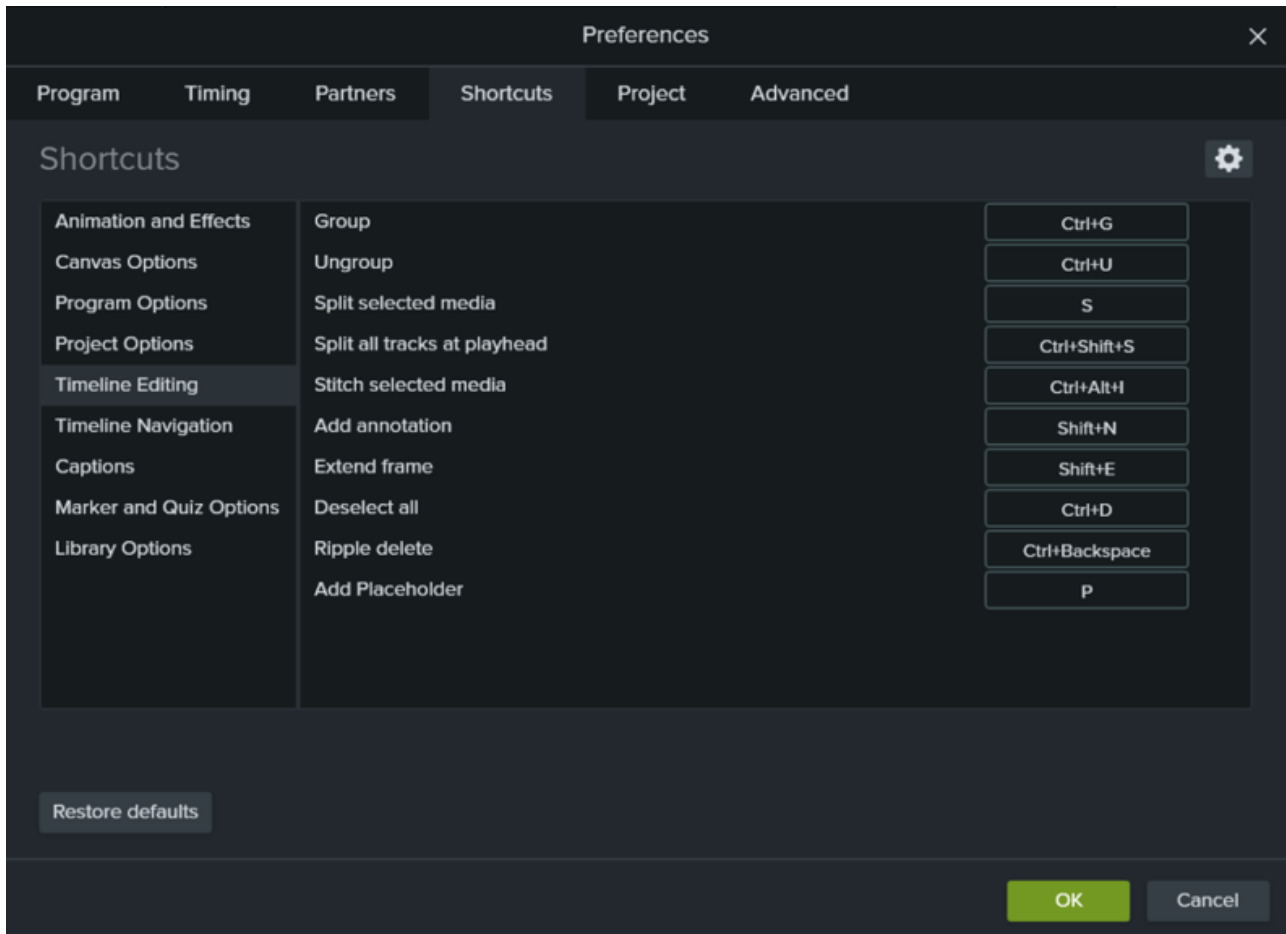 Preferences
Program Timing Partners Shortcuts Project Advanced
Shortcuts
Animation and Effects
Canvas Options
Program Options
Project Options
Timeline Editing
Timeline Navigation
Captions
Marker and Quiz Options
Library Options
Group Ctrl+G
Ungroup Ctrl+U
Split selected media S
Split all tracks at playhead Ctrl+Shift+S
Stitch selected media Ctrl+Alt+I
Add annotation Shift+N
Extend frame Shift+E
Deselect all Ctrl+D
Ripple delete Ctrl+Backspace
Add Placeholder P
Restore defaults
OK Cancel